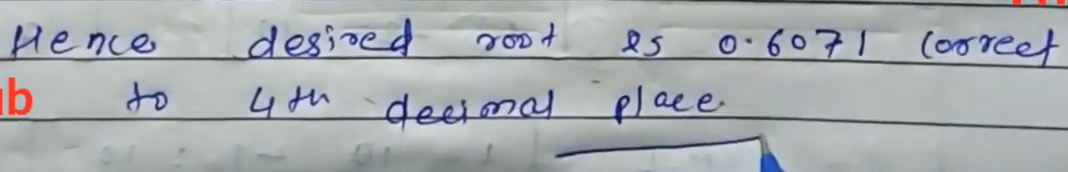 Hence desired root is 0.6071 correct
to 4th decimal place